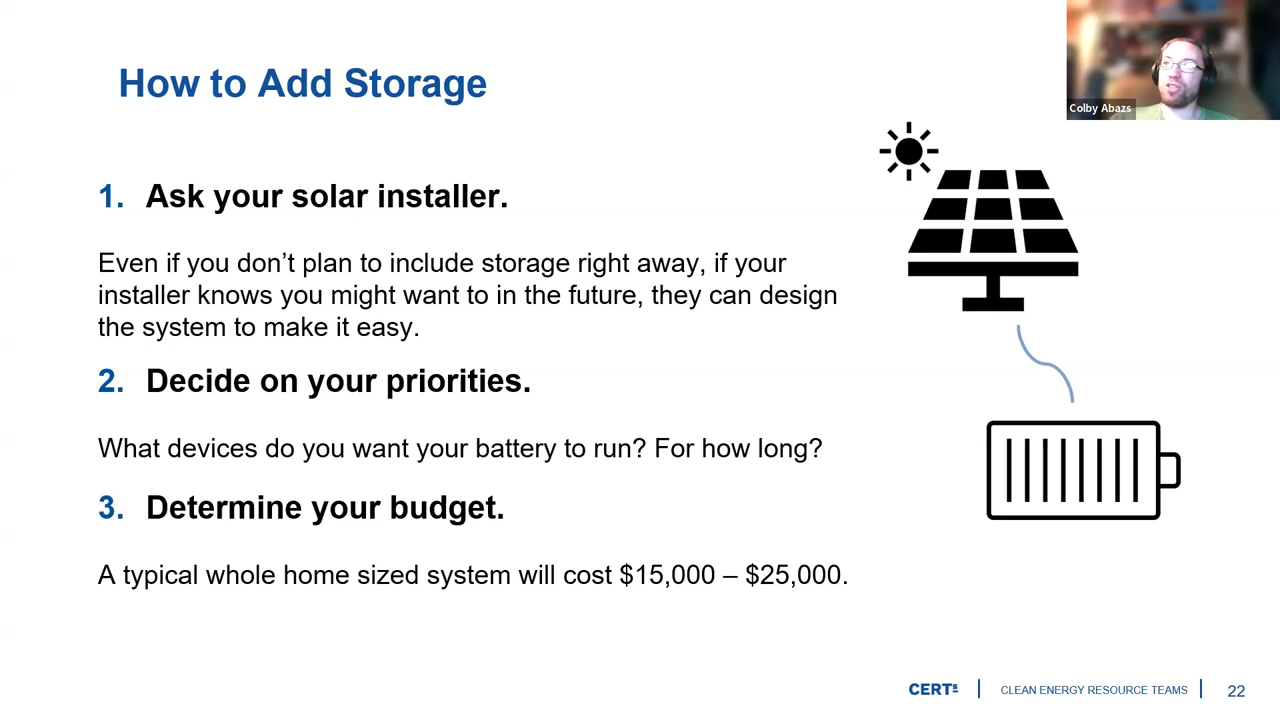 How to Add Storage
Colby Abazs
1. Ask your solar installer.
Even if you don’t plan to include storage right away, if your
installer knows you might want to in the future, they can design
the system to make it easy.
2. Decide on your priorities.
What devices do you want your battery to run? For how long?
3. Determine your budget.
A typical whole home sized system will cost $15,000 – $25,000.
CERTs | CLEAN ENERGY RESOURCE TEAMS | 22